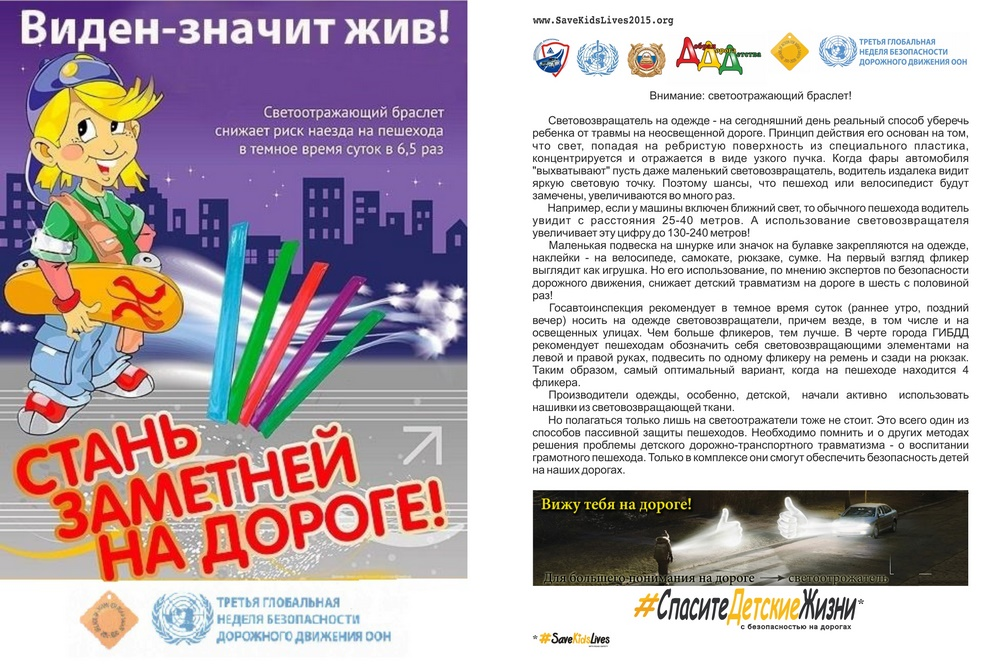 Виден-значит жив!
Светоотражающий браслет
снижает риск наезда на пешехода
в темное время суток в 6,5 раз
СТАНЬ
ЗАМЕТНЕЙ
НА ДОРОГЕ!
ТРЕТЬЯ ГЛОБАЛЬНАЯ
НЕДЕЛЯ БЕЗОПАСНОСТИ
ДОРОЖНОГО ДВИЖЕНИЯ ООН
www.SaveKidsLives2015.org
Добрая Дорога Детства
ТРЕТЬЯ ГЛОБАЛЬНАЯ
НЕДЕЛЯ БЕЗОПАСНОСТИ
ДОРОЖНОГО ДВИЖЕНИЯ ООН
Внимание: светоотражающий браслет!
Световозвращатель на одежде - на сегодняшний день реальный способ уберечь
ребенка от травмы на неосвещенной дороге. Принцип действия его основан на том,
что свет, попадая на ребристую поверхность из специального пластика,
концентрируется и отражается в виде узкого пучка. Когда фары автомобиля
"выхватывают" пусть даже маленький световозвращатель, водитель издалека видит
яркую световую точку. Поэтому шансы, что пешеход или велосипедист будут
замечены, увеличиваются во много раз.
Например, если у машины включен ближний свет, то обычного пешехода водитель
увидит с расстояния 25-40 метров. А использование световозвращателя
увеличивает эту цифру до 130-240 метров!
Маленькая подвеска на шнурке или значок на булавке закрепляются на одежде,
наклейки - на велосипеде, самокате, рюкзаке, сумке. На первый взгляд фликер
выглядит как игрушка. Но его использование, по мнению экспертов по безопасности
дорожного движения, снижает детский травматизм на дороге в шесть с половиной
раз!
Госавтоинспекция рекомендует в темное время суток (раннее утро, поздний
вечер) носить на одежде световозвращатели, причем везде, в том числе и на
освещенных улицах. Чем больше фликеров, тем лучше. В черте города ГИБДД
рекомендует пешеходам обозначить себя световозвращающими элементами на
левой и правой руках, подвесить по одному фликеру на ремень и сзади на рюкзак.
Таким образом, самый оптимальный вариант, когда на пешеходе находится 4
фликера.
Производители одежды, особенно, детской, начали активно использовать
нашивки из световозвращающей ткани.
Но полагаться только лишь на светоотражатели тоже не стоит. Это всего один из
способов пассивной защиты пешеходов. Необходимо помнить и о других методах
решения проблемы детского дорожно-транспортного травматизма - о воспитании
грамотного пешехода. Только в комплексе они смогут обеспечить безопасность детей
на наших дорогах.
Вижу тебя на дороге!
Для большего понимания на дороге → светоотрожатель
#СпаситеДетскиеЖизни*
с безопасностью на дорогах
* #SaveKidsLives